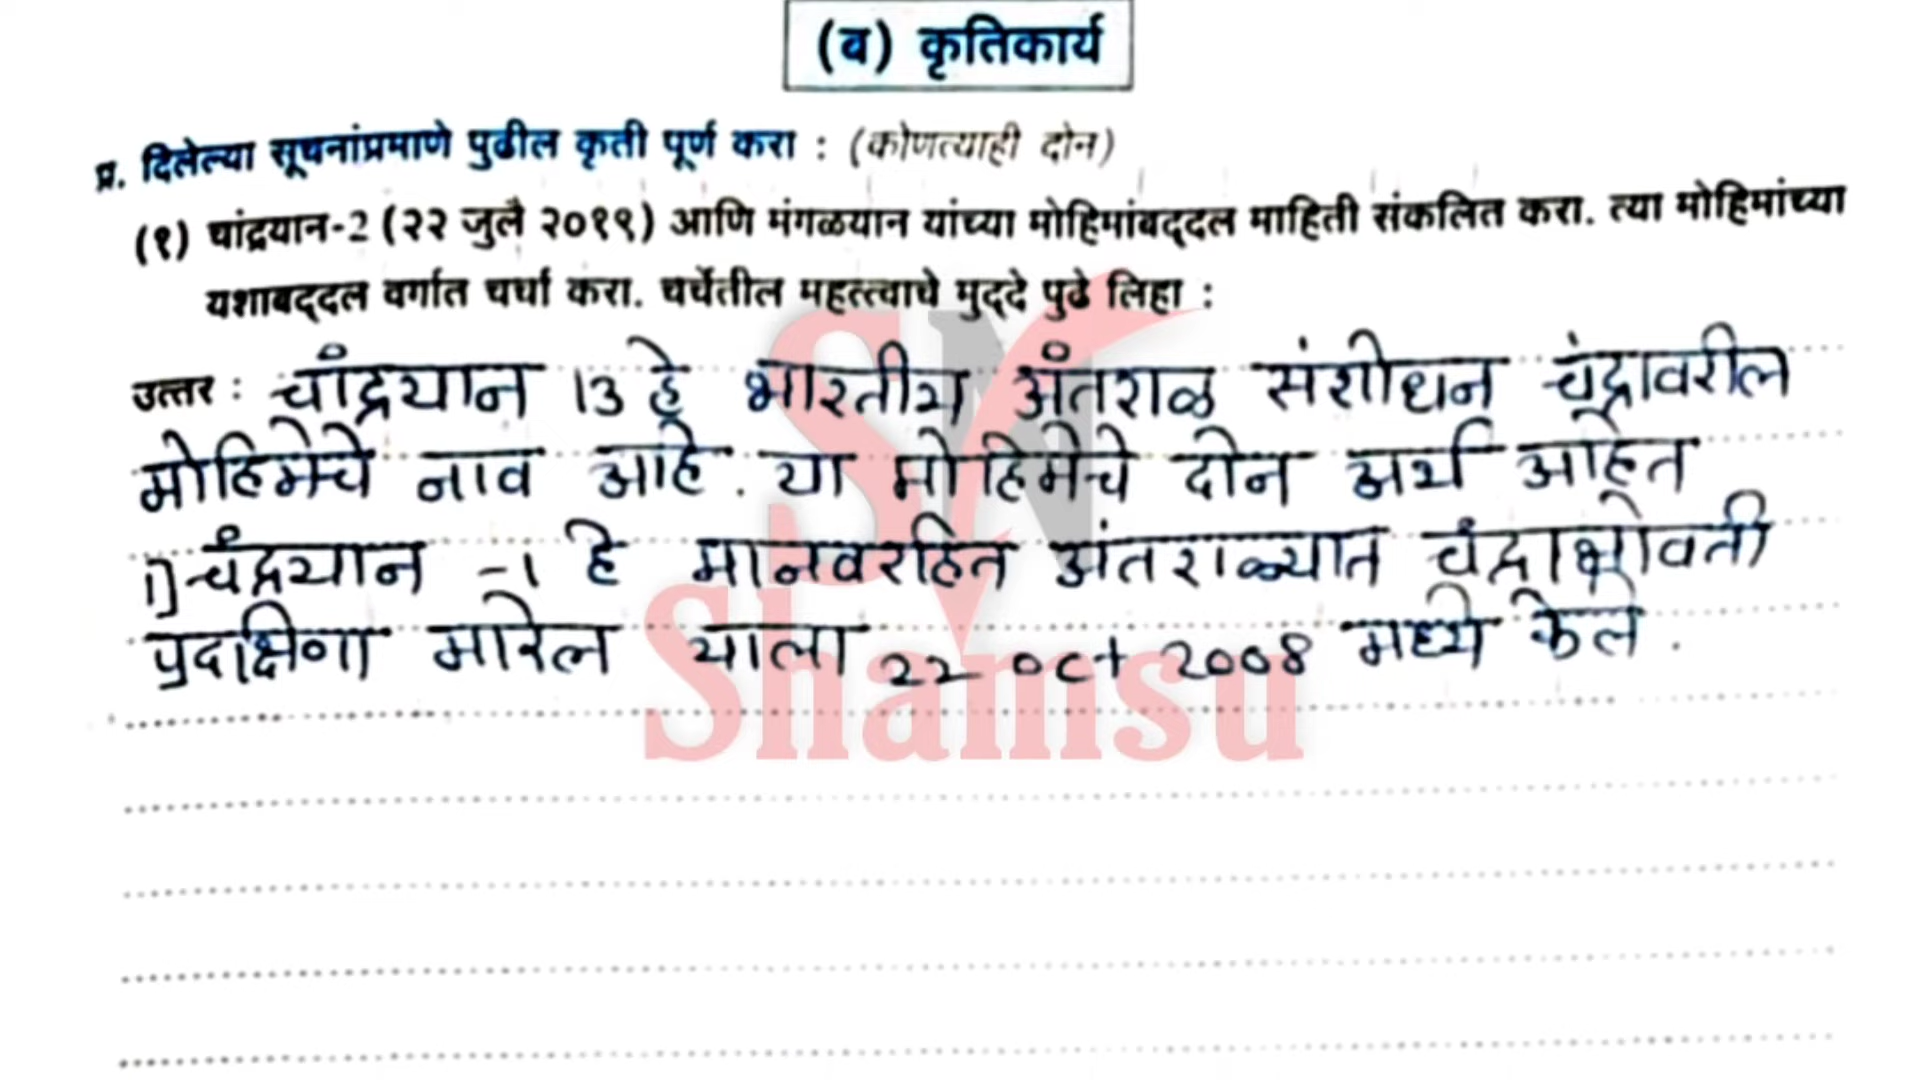 (ब) कृतिकार्य
प्र. दिलेल्या सूचनांप्रमाणे पुढील कृती पूर्ण करा : (कोणत्याही दोन)
(१) चांद्रयान-2 (२२ जुलै २०१९) आणि मंगळयान यांच्या मोहिमांबद्दल माहिती संकलित करा. त्या मोहिमांच्या
यशाबद्दल वर्गात चर्चा करा. चर्चेतील महत्त्वाचे मुद्दे पुढे लिहा :
उत्तर : चांद्रयान 13 हे भारतीय अंतराळ संशोधन चंद्रावरील
मोहिमेचे नाव आहे. या मोहिमेचे दोन अर्थ आहेत
1] चंद्रयान -1 हे मानवरहित अंतराळ्यात चंद्राभोवती
प्रदक्षिणा मारेल याला 22 oct 2008 मध्ये केले.
SN
Shamsu